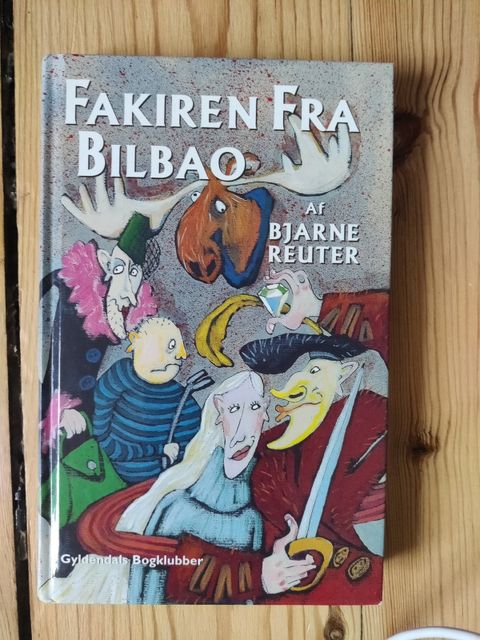 FAKIREN FRA
BILBAO
AF
BJARNE
REUTER
Gyldendals Bogklubber